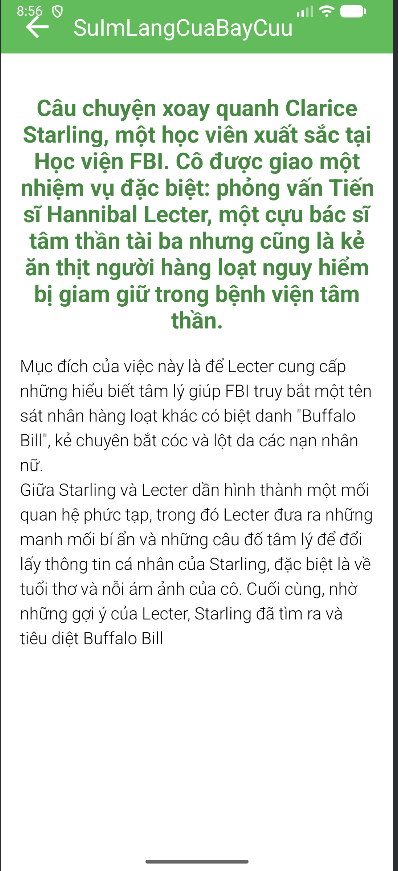 8:56
SuImLangCuaBayCuu
Câu chuyện xoay quanh Clarice
Starling, một học viên xuất sắc tại
Học viện FBI. Cô được giao một
nhiệm vụ đặc biệt: phỏng vấn Tiến
sĩ Hannibal Lecter, một cựu bác sĩ
tâm thần tài ba nhưng cũng là kẻ
ăn thịt người hàng loạt nguy hiểm
bị giam giữ trong bệnh viện tâm
thần.
Mục đích của việc này là để Lecter cung cấp
những hiểu biết tâm lý giúp FBI truy bắt một tên
sát nhân hàng loạt khác có biệt danh "Buffalo
Bill", kẻ chuyên bắt cóc và lột da các nạn nhân
nữ.
Giữa Starling và Lecter dần hình thành một mối
quan hệ phức tạp, trong đó Lecter đưa ra những
manh mối bí ẩn và những câu đố tâm lý để đổi
lấy thông tin cá nhân của Starling, đặc biệt là về
tuổi thơ và nỗi ám ảnh của cô. Cuối cùng, nhờ
những gợi ý của Lecter, Starling đã tìm ra và
tiêu diệt Buffalo Bill